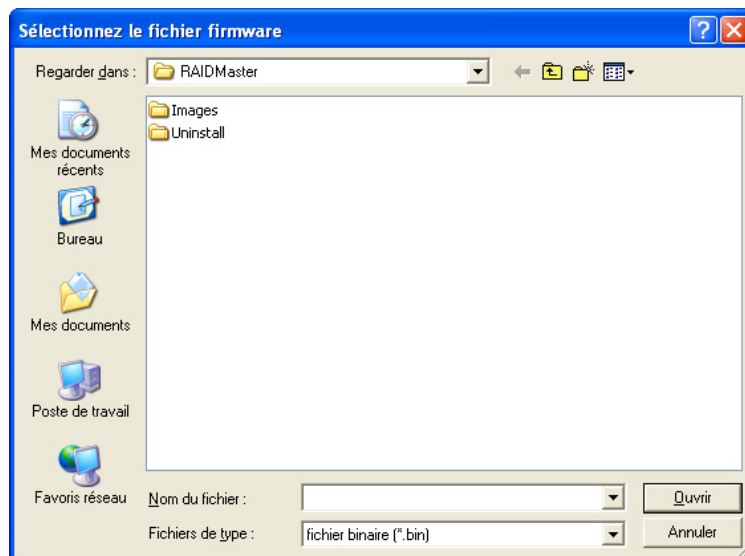 Sélectionnez le fichier firmware
Regarder dans :
RAIDMaster
Images
Uninstall
Mes documents
récents
Bureau
Mes documents
Poste de travail
Favoris réseau
Nom du fichier :
Ouvrir
Fichiers de type :
fichier binaire (*.bin)
Annuler